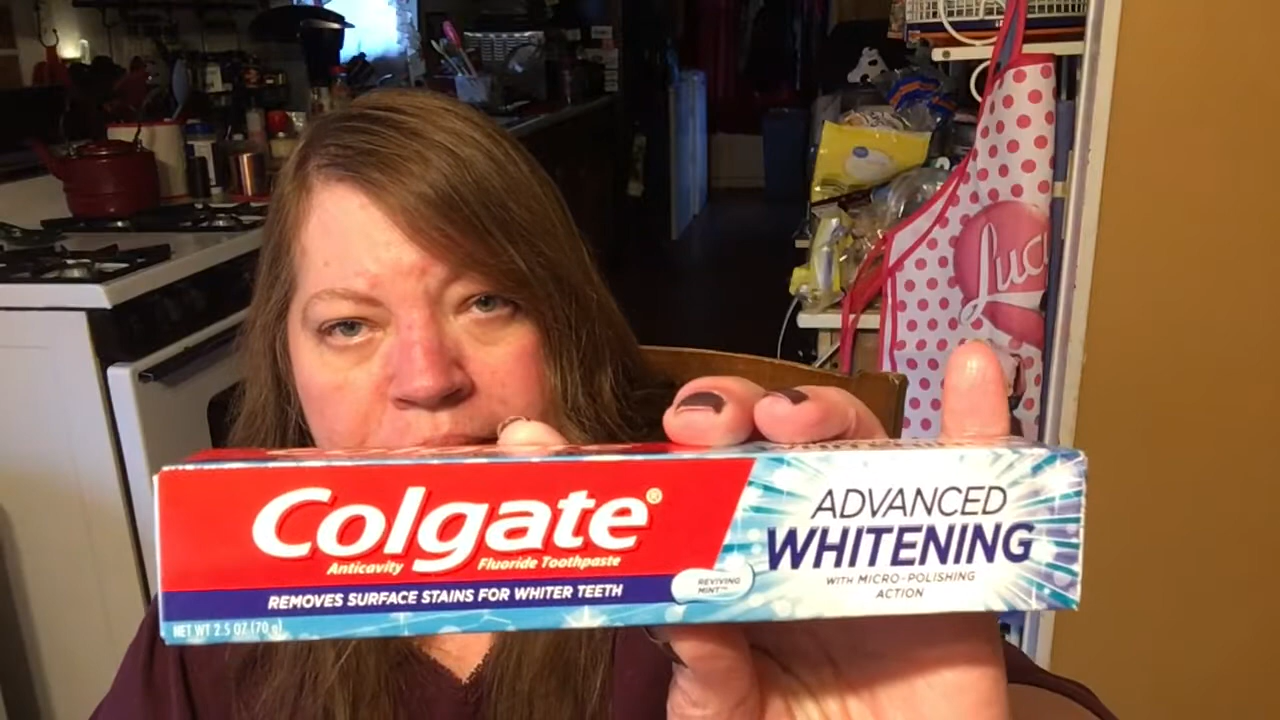 Luc
Colgate®
Anticavity Fluoride Toothpaste
REMOVES SURFACE STAINS FOR WHITER TEETH
NET WT 2.5 OZ (70 g)
REVIVING
MINT™
ADVANCED
WHITENING
WITH MICRO-POLISHING
ACTION